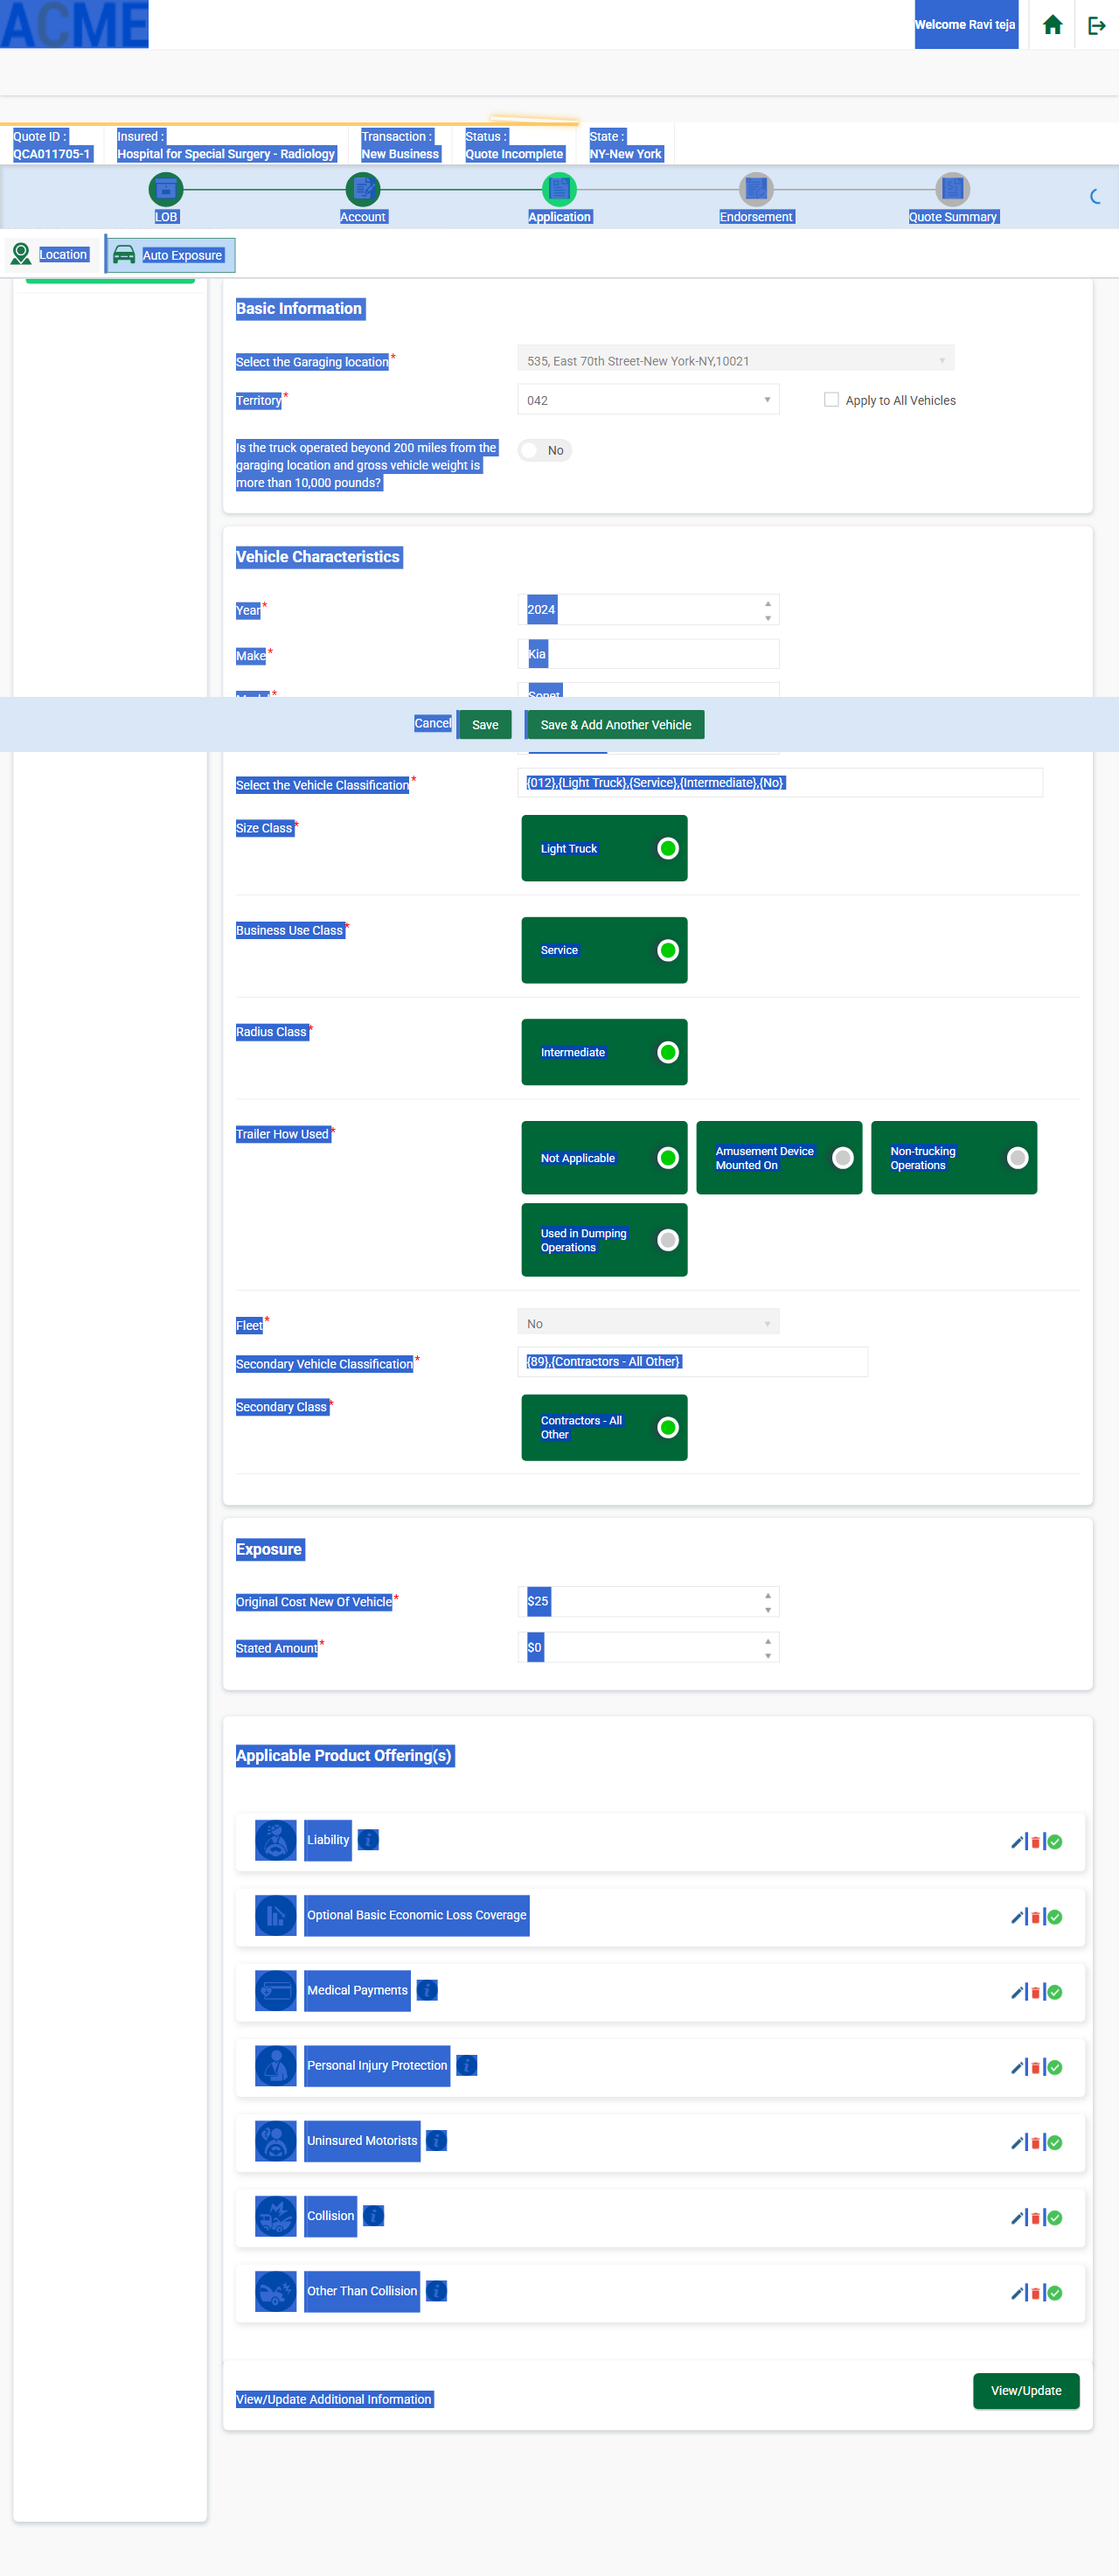 ACME
Welcome Ravi teja
Quote ID :
QCA011705-1
Insured :
Hospital for Special Surgery - Radiology
Transaction :
New Business
Status :
Quote Incomplete
State :
NY-New York
LOB
Account
Application
Endorsement
Quote Summary
Location
Auto Exposure
Basic Information
Select the Garaging location*
535, East 70th Street-New York-NY,10021
Territory*
042
Apply to All Vehicles
Is the truck operated beyond 200 miles from the
garaging location and gross vehicle weight is
more than 10,000 pounds?
No
Vehicle Characteristics
Year*
2024
Make*
Kia
*
Sonet
Cancel
Save
Save & Add Another Vehicle
Select the Vehicle Classification*
{012},{Light Truck},{Service},{Intermediate},{No}
Size Class*
Light Truck
Business Use Class*
Service
Radius Class*
Intermediate
Trailer How Used*
Not Applicable
Amusement Device
Mounted On
Non-trucking
Operations
Used in Dumping
Operations
Fleet*
No
Secondary Vehicle Classification*
{89},{Contractors - All Other}
Secondary Class*
Contractors - All
Other
Exposure
Original Cost New Of Vehicle*
$25
Stated Amount*
$0
Applicable Product Offering(s)
Liability
Optional Basic Economic Loss Coverage
Medical Payments
Personal Injury Protection
Uninsured Motorists
Collision
Other Than Collision
View/Update Additional Information
View/Update